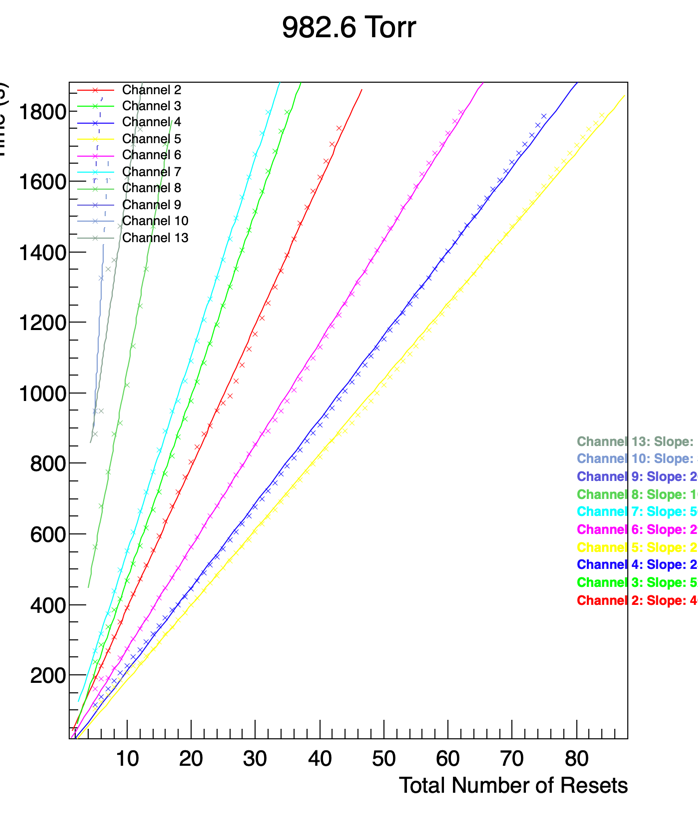 982.6 Torr
Time (s)
Channel 2
Channel 3
Channel 4
Channel 5
Channel 6
Channel 7
Channel 8
Channel 9
Channel 10
Channel 13
1800
1600
1400
1200
1000
800
600
400
200
Channel 13: Slope:
Channel 10: Slope:
Channel 9: Slope: 2
Channel 8: Slope: 1
Channel 7: Slope: 5
Channel 6: Slope: 2
Channel 5: Slope: 2
Channel 4: Slope: 2
Channel 3: Slope: 5
Channel 2: Slope: 4
10 20 30 40 50 60 70 80
Total Number of Resets